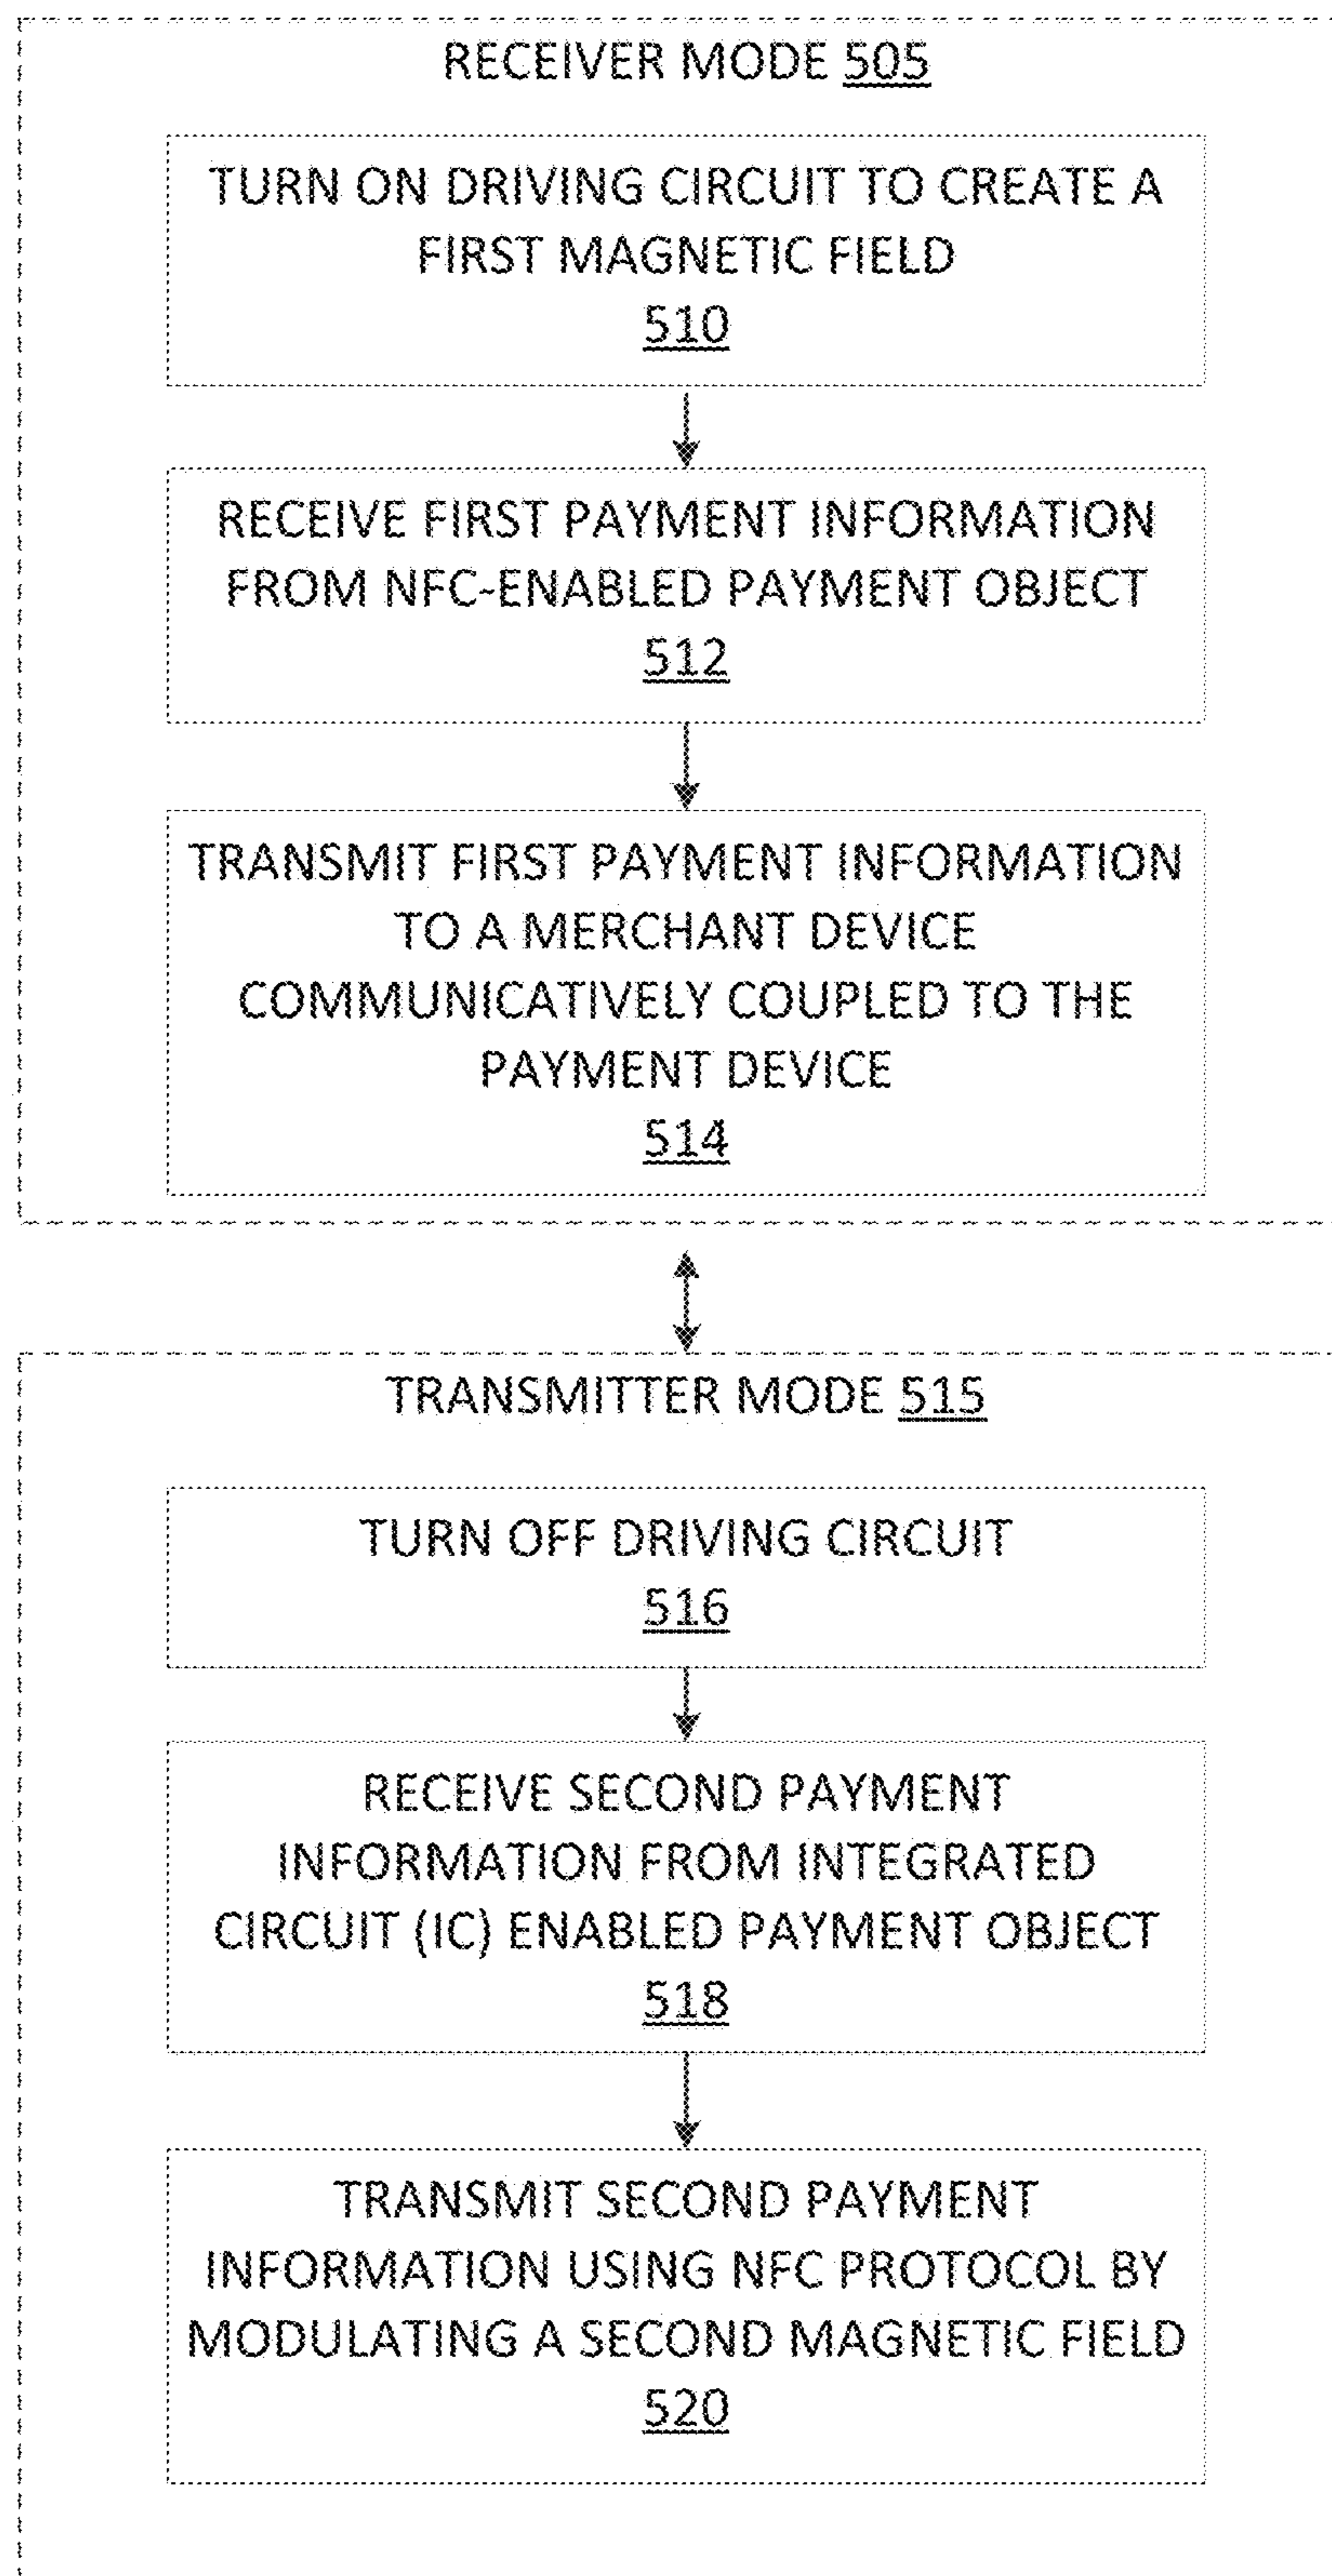 RECEIVER MODE 505
TURN ON DRIVING CIRCUIT TO CREATE A
FIRST MAGNETIC FIELD
510
RECEIVE FIRST PAYMENT INFORMATION
FROM NFC-ENABLED PAYMENT OBJECT
512
TRANSMIT FIRST PAYMENT INFORMATION
TO A MERCHANT DEVICE
COMMUNICATIVELY COUPLED TO THE
PAYMENT DEVICE
514
TRANSMITTER MODE 515
TURN OFF DRIVING CIRCUIT
516
RECEIVE SECOND PAYMENT
INFORMATION FROM INTEGRATED
CIRCUIT (IC) ENABLED PAYMENT OBJECT
518
TRANSMIT SECOND PAYMENT
INFORMATION USING NFC PROTOCOL BY
MODULATING A SECOND MAGNETIC FIELD
520